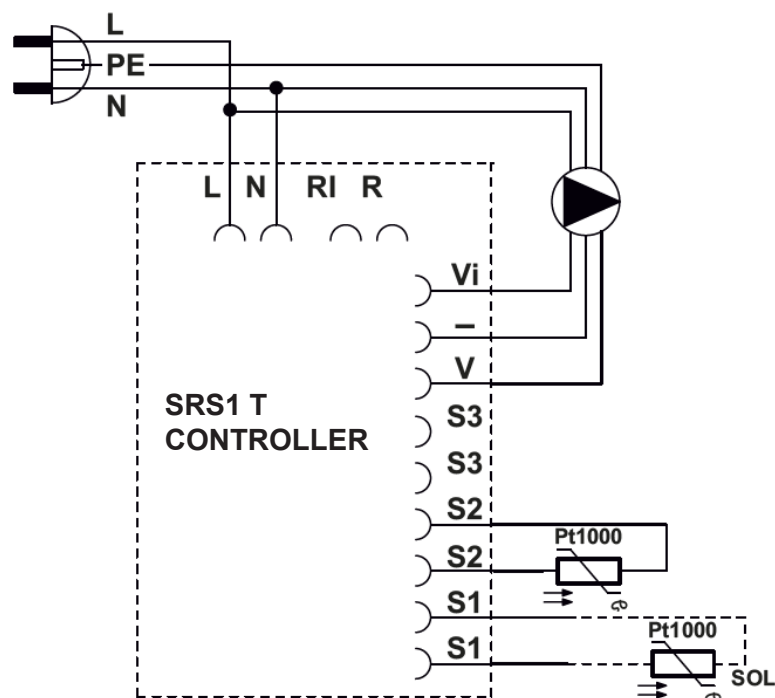 L
PE
N
L N RI R
Vi
–
V
SRS1 T
CONTROLLER
S3
S3
S2
Pt1000
S2
S1
Pt1000
S1
SOL